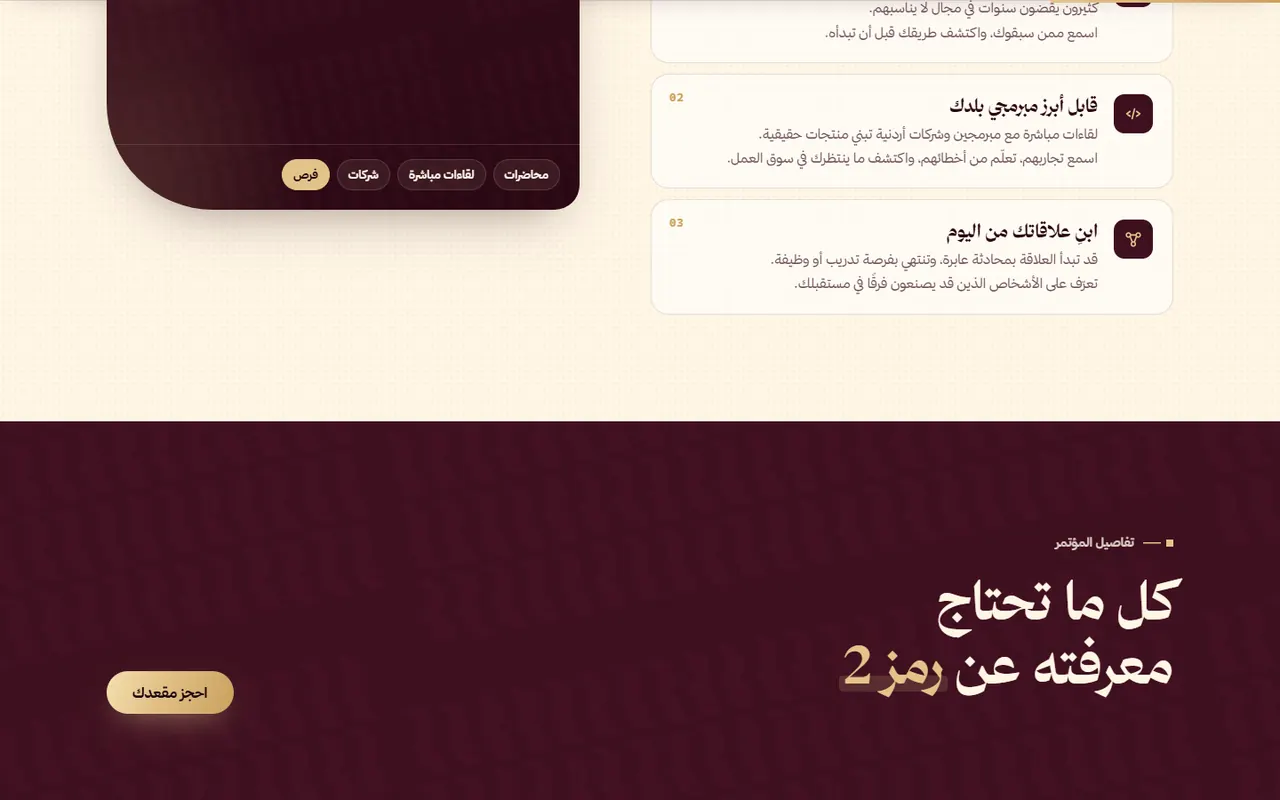 كثيرون يقضون سنوات في مجال لا يناسبهم.
اسمع ممن سبقوك، واكتشف طريقك قبل أن تبدأه.
02
قابل أبرز مبرمجي بلدك
</>
لقاءات مباشرة مع مبرمجين وشركات أردنية تبني منتجات حقيقية.
اسمع تجاربهم، تعلّم من أخطائهم، واكتشف ما ينتظرك في سوق العمل.
03
ابنِ علاقاتك من اليوم
قد تبدأ العلاقة بمحادثة عابرة، وتنتهي بفرصة تدريب أو وظيفة.
تعرّف على الأشخاص الذين قد يصنعون فرقًا في مستقبلك.
محاضرات
لقاءات مباشرة
شركات
فرص
تفاصيل المؤتمر
كل ما تحتاج
معرفته عن رمز 2
احجز مقعدك